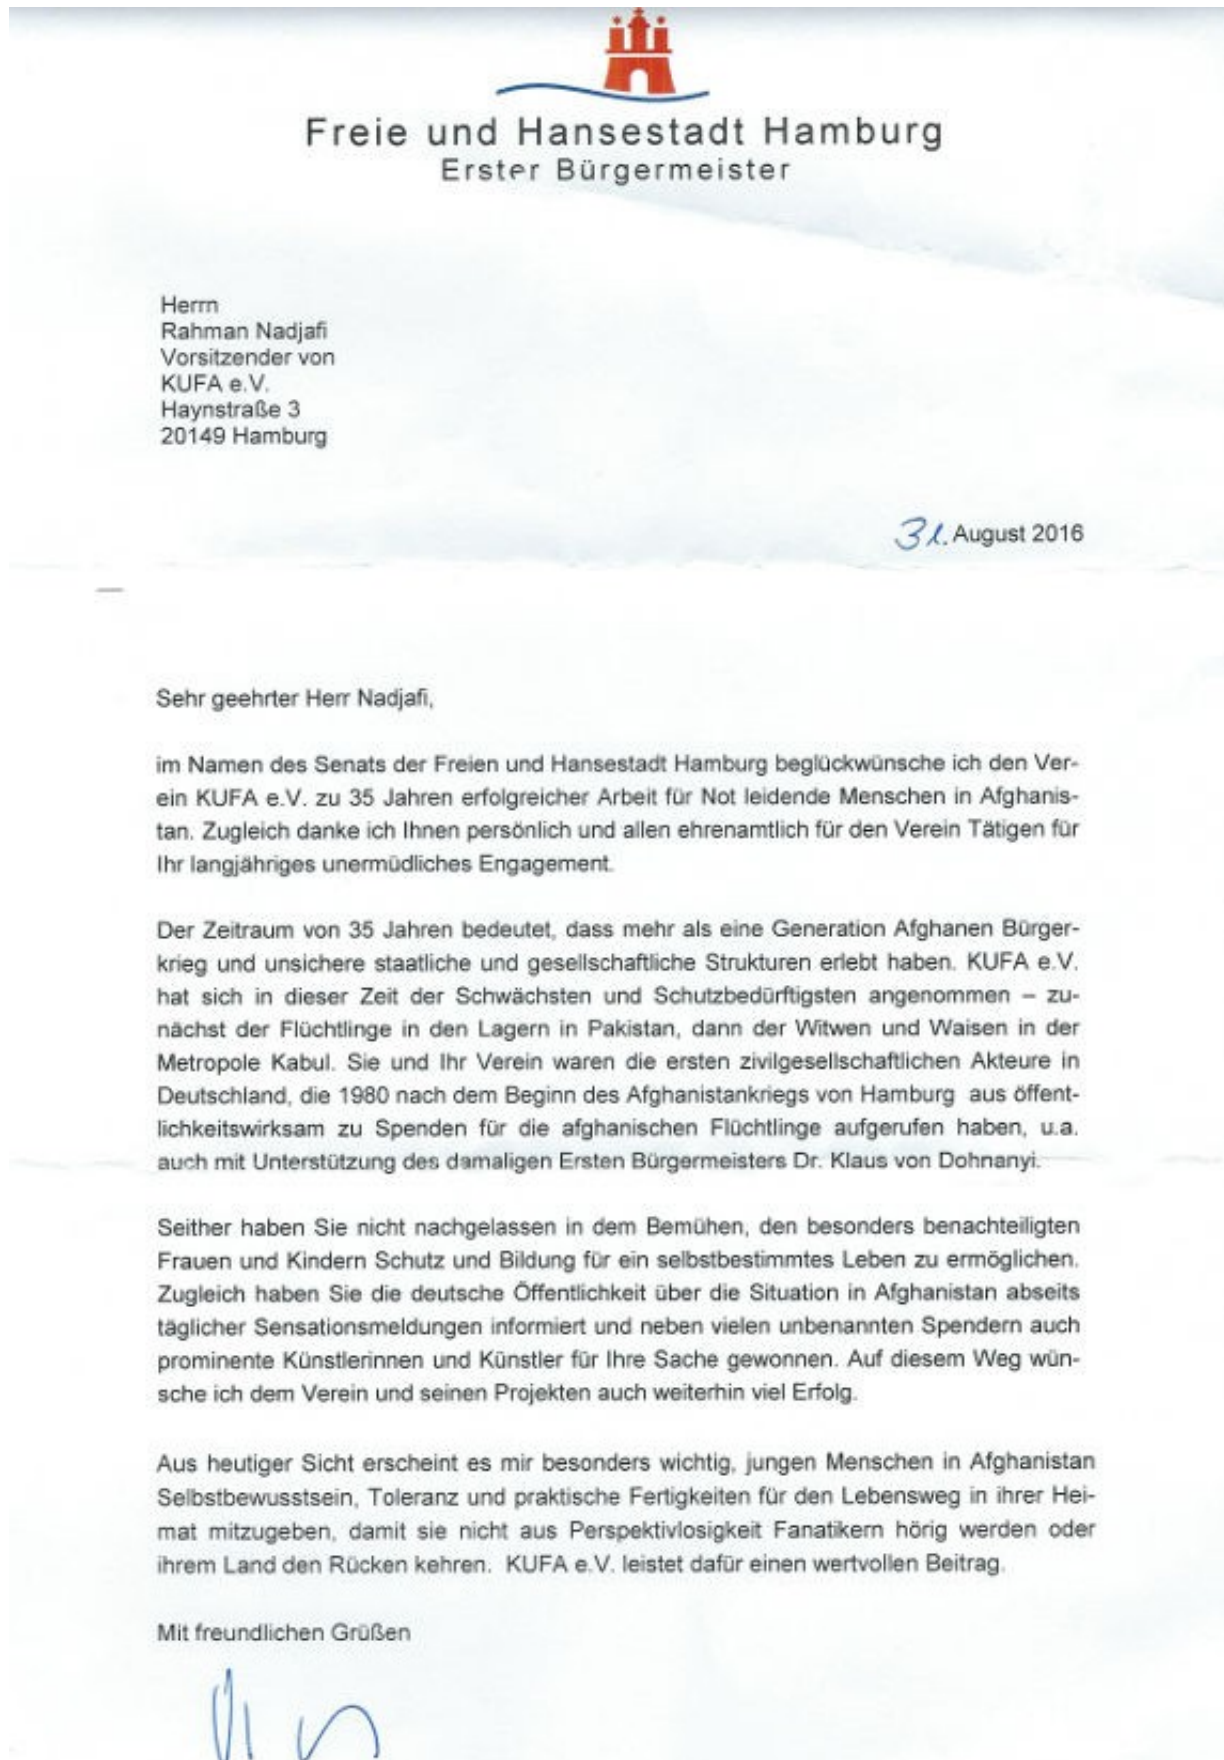 Freie und Hansestadt Hamburg
Erster Bürgermeister
Herrn
Rahman Nadjafi
Vorsitzender von
KUFA e.V.
Haynstraße 3
20149 Hamburg
31. August 2016
Sehr geehrter Herr Nadjafi,
im Namen des Senats der Freien und Hansestadt Hamburg beglückwünsche ich den Ver-
ein KUFA e.V. zu 35 Jahren erfolgreicher Arbeit für Not leidende Menschen in Afghanis-
tan. Zugleich danke ich Ihnen persönlich und allen ehrenamtlich für den Verein Tätigen für
Ihr langjähriges unermüdliches Engagement.
Der Zeitraum von 35 Jahren bedeutet, dass mehr als eine Generation Afghanen Bürger-
krieg und unsichere staatliche und gesellschaftliche Strukturen erlebt haben. KUFA e.V.
hat sich in dieser Zeit der Schwächsten und Schutzbedürftigsten angenommen – zu-
nächst der Flüchtlinge in den Lagern in Pakistan, dann der Witwen und Waisen in der
Metropole Kabul. Sie und Ihr Verein waren die ersten zivilgesellschaftlichen Akteure in
Deutschland, die 1980 nach dem Beginn des Afghanistankriegs von Hamburg aus öffent-
lichkeitswirksam zu Spenden für die afghanischen Flüchtlinge aufgerufen haben, u.a.
auch mit Unterstützung des damaligen Ersten Bürgermeisters Dr. Klaus von Dohnanyi.
Seither haben Sie nicht nachgelassen in dem Bemühen, den besonders benachteiligten
Frauen und Kindern Schutz und Bildung für ein selbstbestimmtes Leben zu ermöglichen.
Zugleich haben Sie die deutsche Öffentlichkeit über die Situation in Afghanistan abseits
täglicher Sensationsmeldungen informiert und neben vielen unbenannten Spendern auch
prominente Künstlerinnen und Künstler für Ihre Sache gewonnen. Auf diesem Weg wün-
sche ich dem Verein und seinen Projekten auch weiterhin viel Erfolg.
Aus heutiger Sicht erscheint es mir besonders wichtig, jungen Menschen in Afghanistan
Selbstbewusstsein, Toleranz und praktische Fertigkeiten für den Lebensweg in ihrer Hei-
mat mitzugeben, damit sie nicht aus Perspektivlosigkeit Fanatikern hörig werden oder
ihrem Land den Rücken kehren. KUFA e.V. leistet dafür einen wertvollen Beitrag.
Mit freundlichen Grüßen